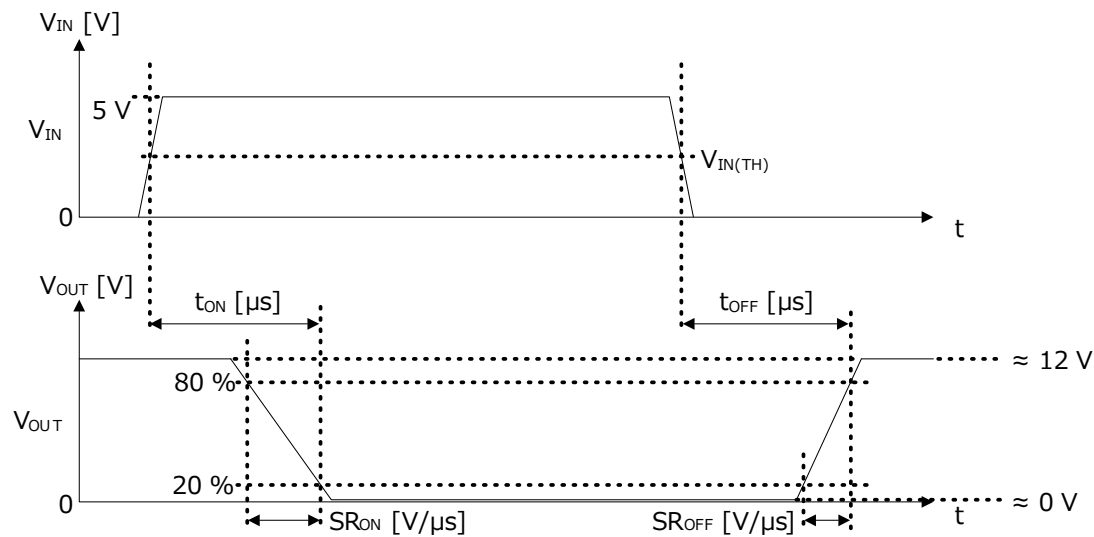 VIN [V]
5 V
VIN
VIN(TH)
0
t
VOUT [V]
tON [µs]
tOFF [µs]
≈ 12 V
80 %
VOUT
20 %
0
≈ 0 V
SRON [V/µs]
SROFF [V/µs]
t